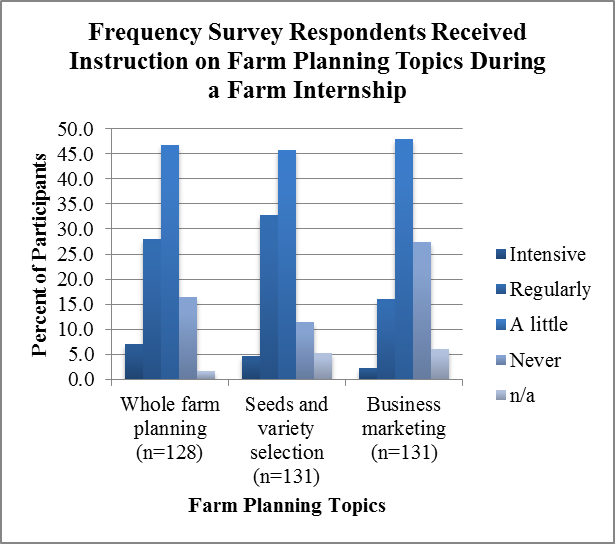 Frequency Survey Respondents Received
Instruction on Farm Planning Topics During
a Farm Internship
Percent of Participants
50.0
45.0
40.0
35.0
30.0
25.0
20.0
15.0
10.0
5.0
0.0
Whole farm
planning
(n=128)
Seeds and
variety
selection
(n=131)
Business
marketing
(n=131)
Farm Planning Topics
Intensive
Regularly
A little
Never
n/a